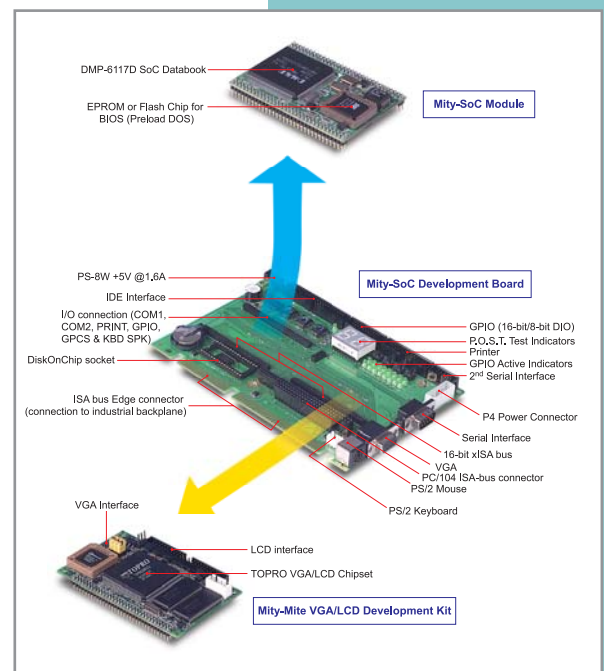 DMP-6117D SoC Databook
EPROM or Flash Chip for
BIOS (Preload DOS)
Mity-SoC Module
PS-8W +5V @1.6A
IDE Interface
I/O connection (COM1,
COM2, PRINT, GPIO,
GPCS & KBD SPK)
DiskOnChip socket
ISA bus Edge connector
(connection to industrial backplane)
Mity-SoC Development Board
GPIO (16-bit/8-bit DIO)
P.O.S.T. Test Indicators
Printer
GPIO Active Indicators
2nd Serial Interface
P4 Power Connector
Serial Interface
16-bit xISA bus
VGA
PC/104 ISA-bus connector
PS/2 Mouse
PS/2 Keyboard
VGA Interface
LCD interface
TOPRO
TOPRO VGA/LCD Chipset
Mity-Mite VGA/LCD Development Kit